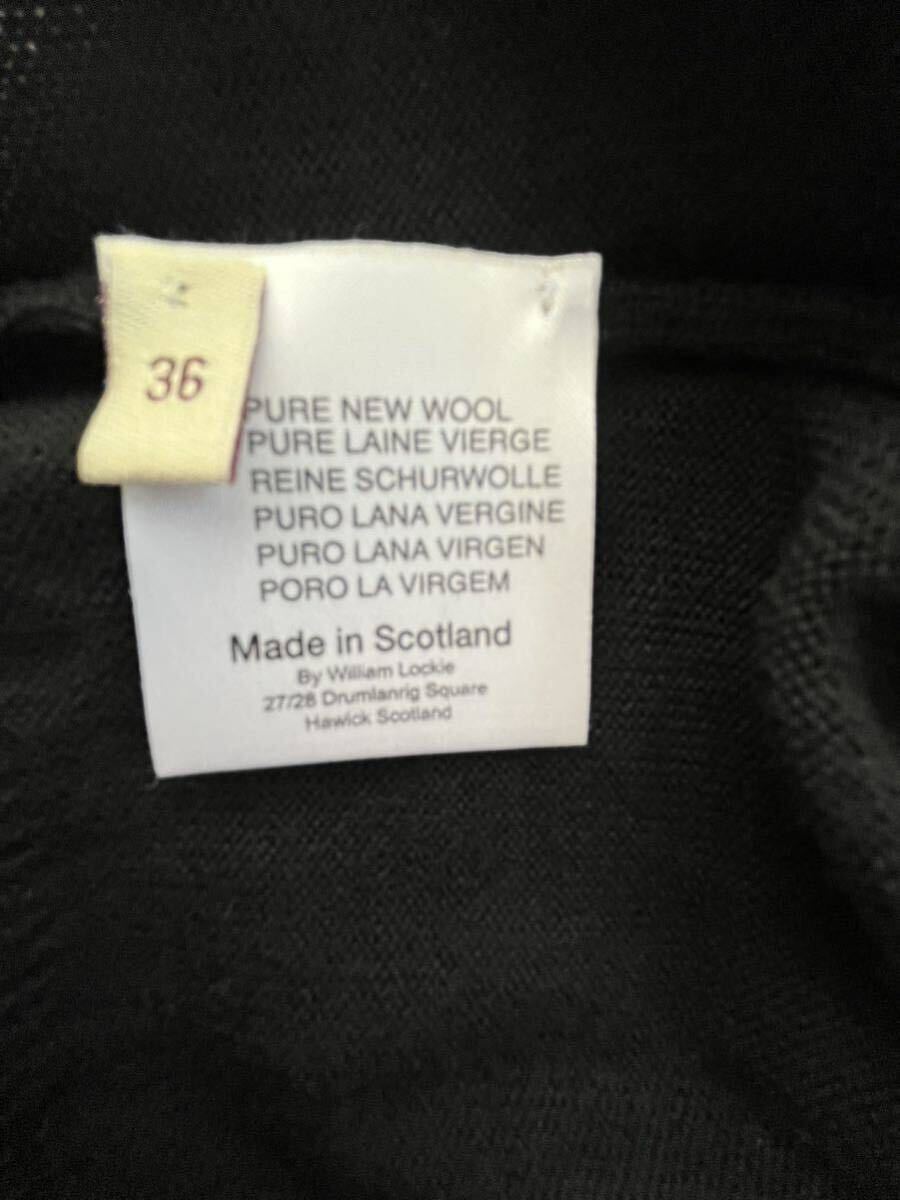 36
PURE NEW WOOL
PURE LAINE VIERGE
REINE SCHURWOLLE
PURO LANA VERGINE
PURO LANA VIRGEN
PORO LA VIRGEM
Made in Scotland
By William Lockie
27/28 Drumlanrig Square
Hawick Scotland